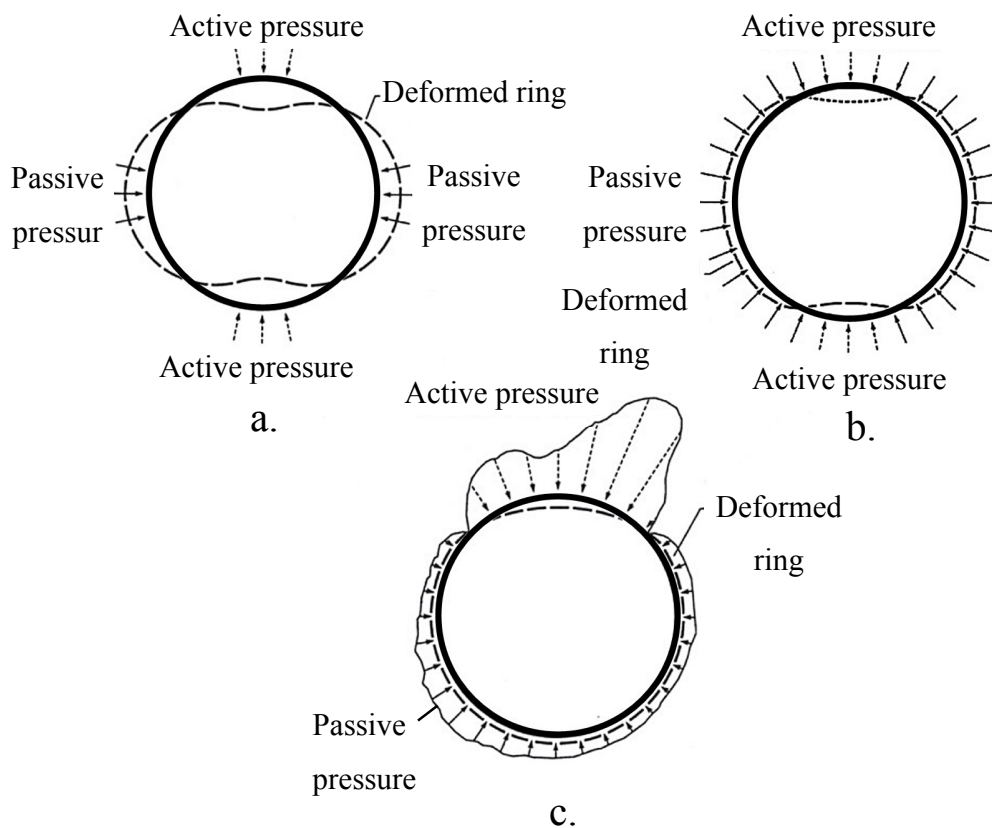 Active pressure
Deformed ring
Passive
pressur
Passive
pressure
Active pressure
a.
Active pressure
Passive
pressure
Deformed
ring
Active pressure
b.
Active pressure
Deformed
ring
Passive
pressure
c.